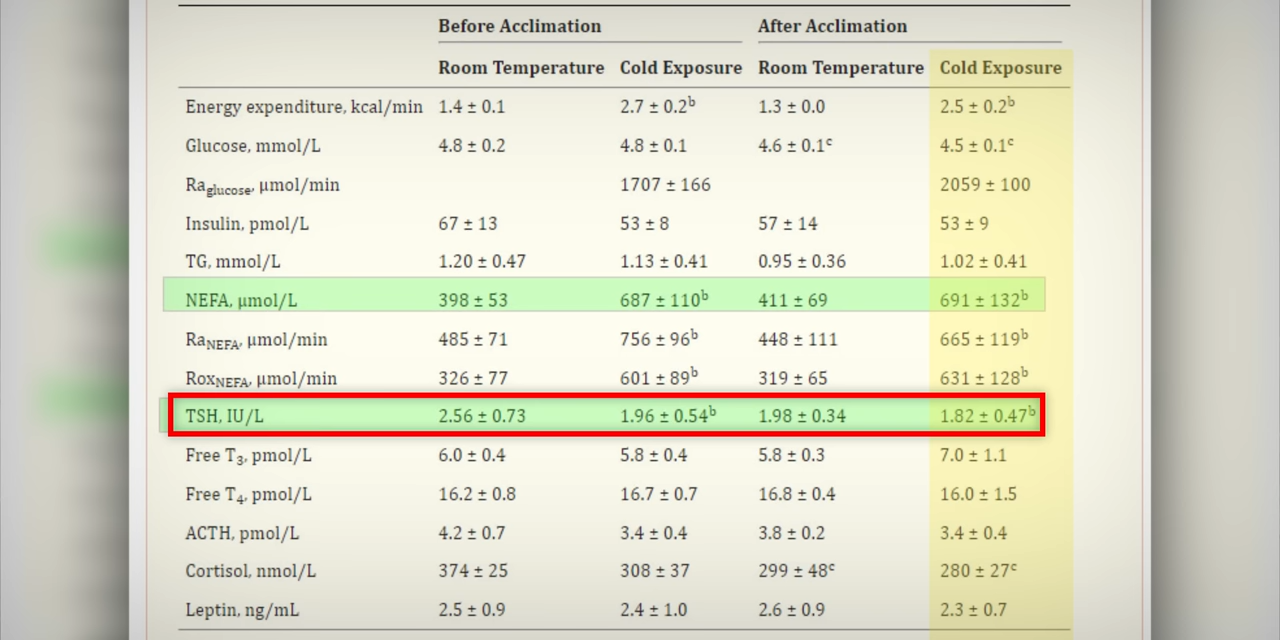 Before Acclimation After Acclimation
Room Temperature Cold Exposure Room Temperature Cold Exposure
Energy expenditure, kcal/min 1.4 ± 0.1 2.7 ± 0.2b 1.3 ± 0.0 2.5 ± 0.2b
Glucose, mmol/L 4.8 ± 0.2 4.8 ± 0.1 4.6 ± 0.1c 4.5 ± 0.1c
Raglucose, μmol/min 1707 ± 166 2059 ± 100
Insulin, pmol/L 67 ± 13 53 ± 8 57 ± 14 53 ± 9
TG, mmol/L 1.20 ± 0.47 1.13 ± 0.41 0.95 ± 0.36 1.02 ± 0.41
NEFA, μmol/L 398 ± 53 687 ± 110b 411 ± 69 691 ± 132b
RaNEFA, μmol/min 485 ± 71 756 ± 96b 448 ± 111 665 ± 119b
RoxNEFA, μmol/min 326 ± 77 601 ± 89b 319 ± 65 631 ± 128b
TSH, IU/L 2.56 ± 0.73 1.96 ± 0.54b 1.98 ± 0.34 1.82 ± 0.47b
Free T3, pmol/L 6.0 ± 0.4 5.8 ± 0.4 5.8 ± 0.3 7.0 ± 1.1
Free T4, pmol/L 16.2 ± 0.8 16.7 ± 0.7 16.8 ± 0.4 16.0 ± 1.5
ACTH, pmol/L 4.2 ± 0.7 3.4 ± 0.4 3.8 ± 0.2 3.4 ± 0.4
Cortisol, nmol/L 374 ± 25 308 ± 37 299 ± 48c 280 ± 27c
Leptin, ng/mL 2.5 ± 0.9 2.4 ± 1.0 2.6 ± 0.9 2.3 ± 0.7